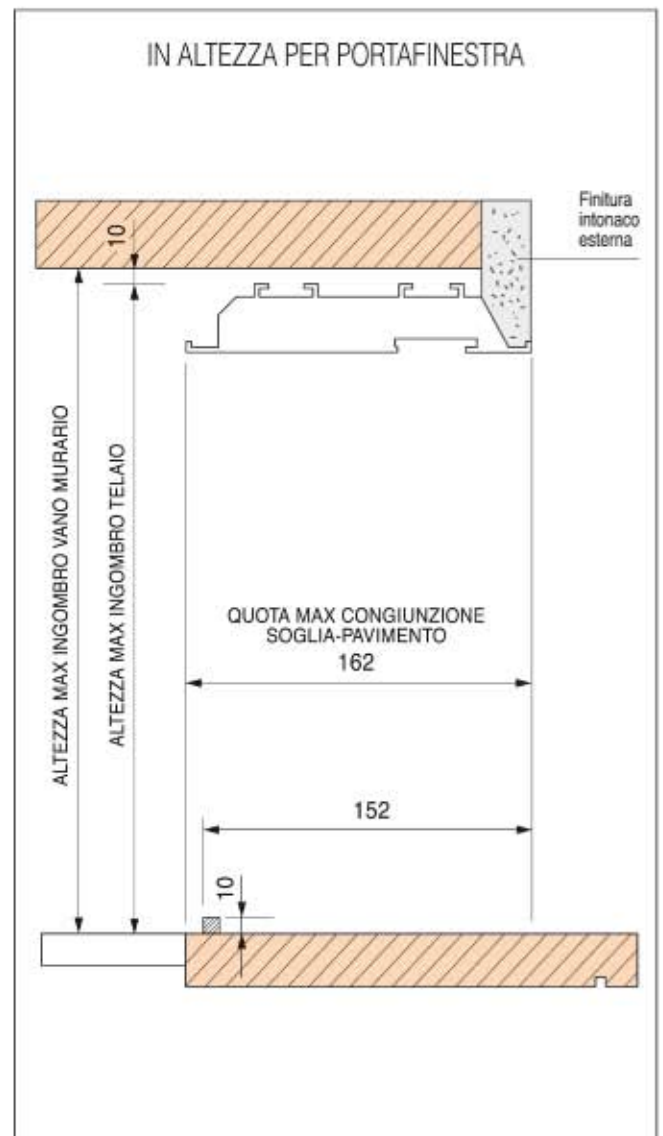 IN ALTEZZA PER PORTAFINESTRA
Finitura
intonaco
esterna
10
ALTEZZA MAX INGOMBRO VANO MURARIO
ALTEZZA MAX INGOMBRO TELAIO
QUOTA MAX CONGIUNZIONE
SOGLIA-PAVIMENTO
162
152
10